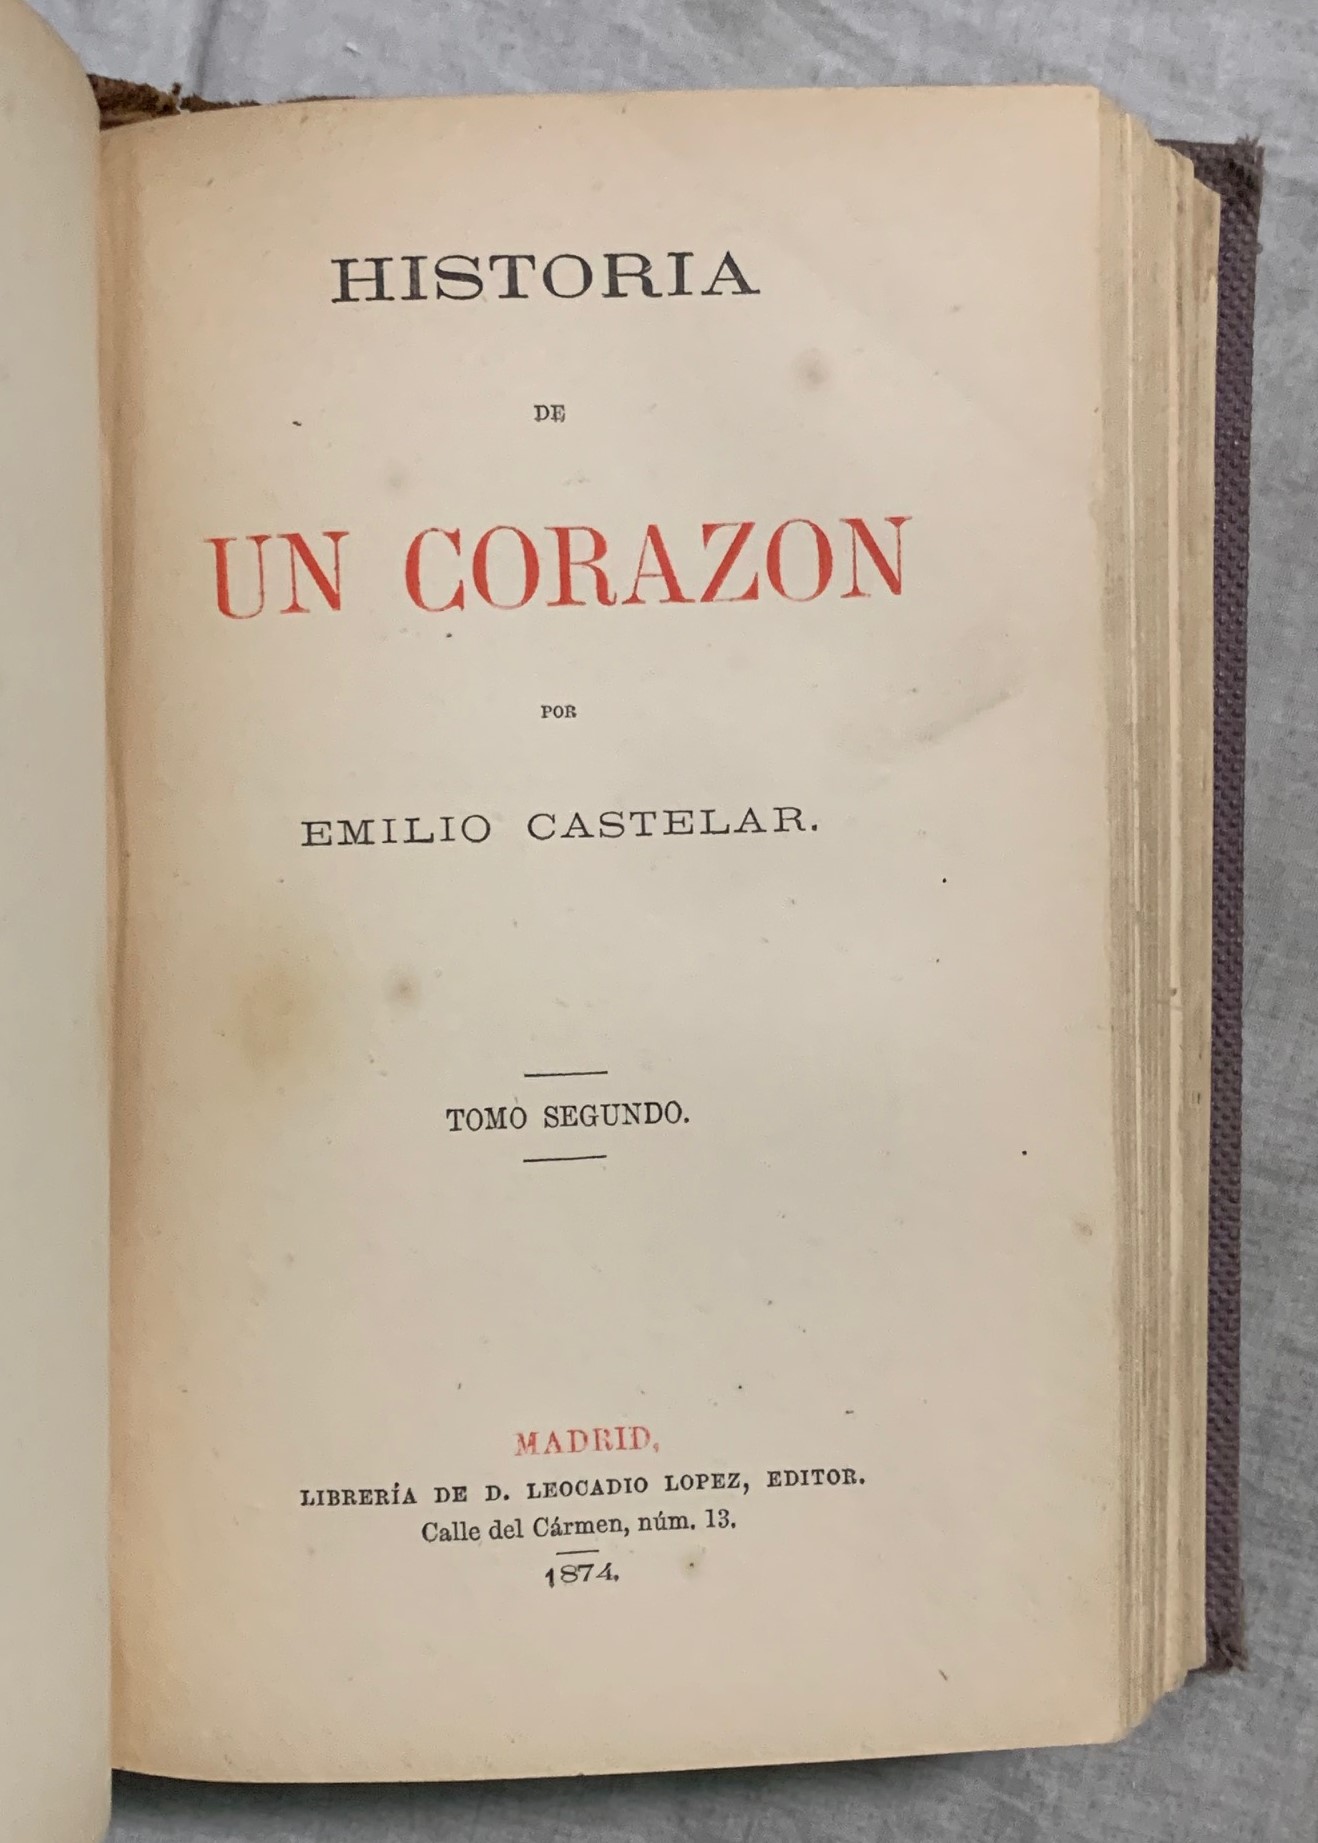 HISTORIA
DE
UN CORAZON
POR
EMILIO CASTELAR.
TOMO SEGUNDO.
MADRID,
LIBRERÍA DE D. LEOCADIO LOPEZ, EDITOR.
Calle del Cármen, núm. 13.
1874.